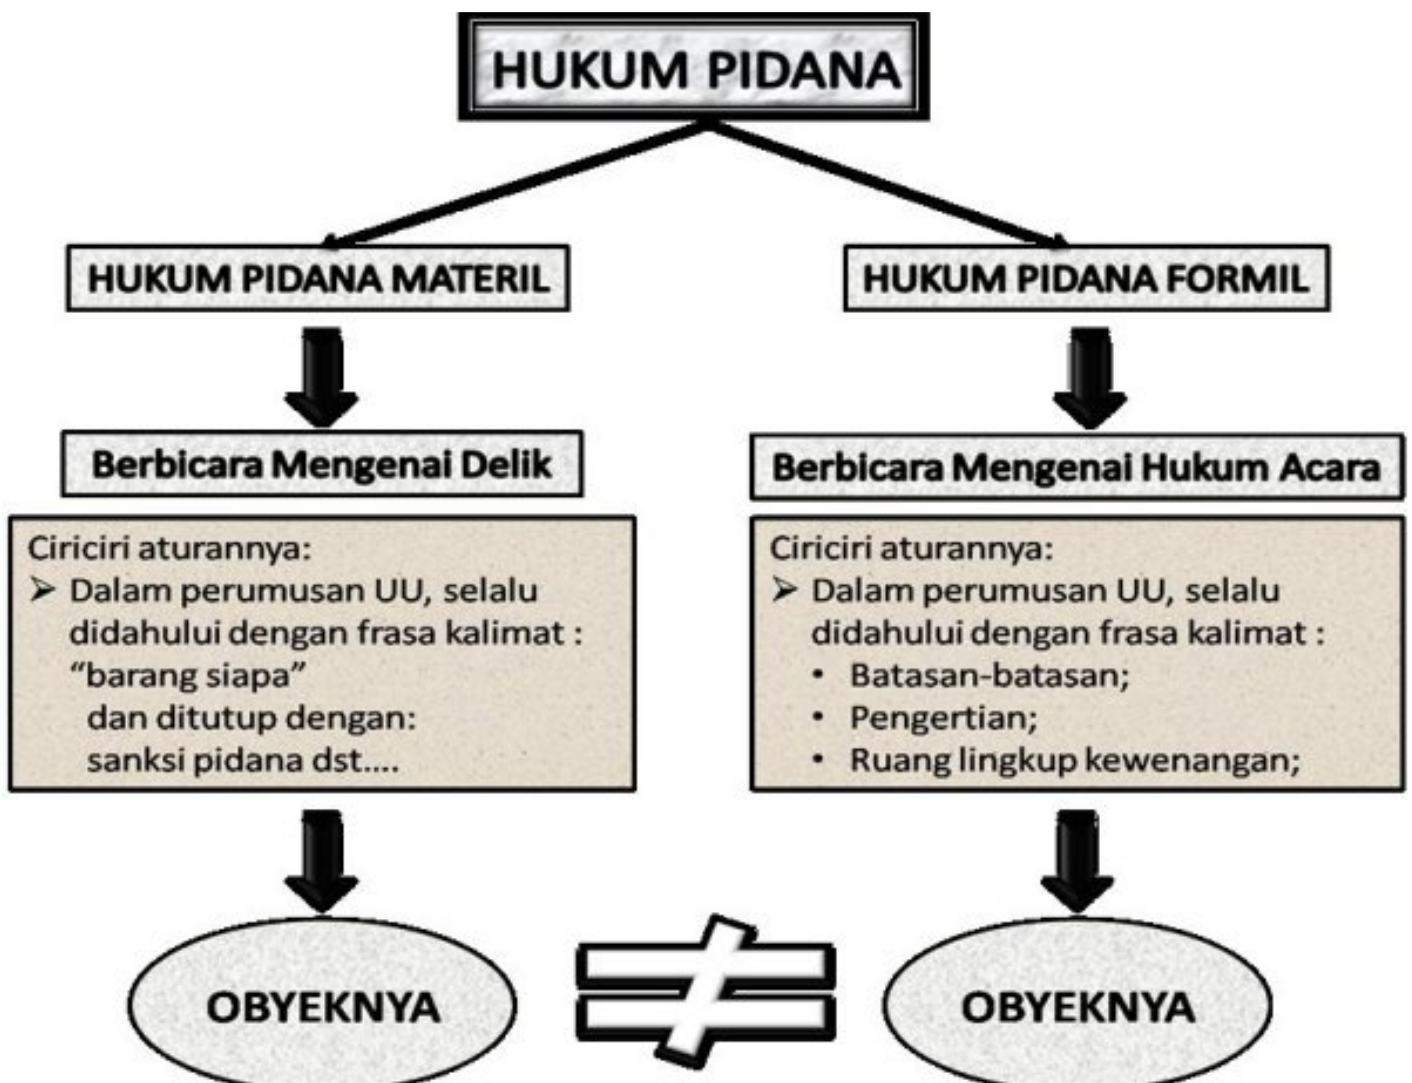 HUKUM PIDANA
HUKUM PIDANA MATERIL
Berbicara Mengenai Delik
Ciriciri aturannya:
➢ Dalam perumusan UU, selalu
didahului dengan frasa kalimat :
“barang siapa”
dan ditutup dengan:
sanksi pidana dst....
OBYEKNYA
≠
HUKUM PIDANA FORMIL
Berbicara Mengenai Hukum Acara
Ciriciri aturannya:
➢ Dalam perumusan UU, selalu
didahului dengan frasa kalimat :
• Batasan-batasan;
• Pengertian;
• Ruang lingkup kewenangan;
OBYEKNYA